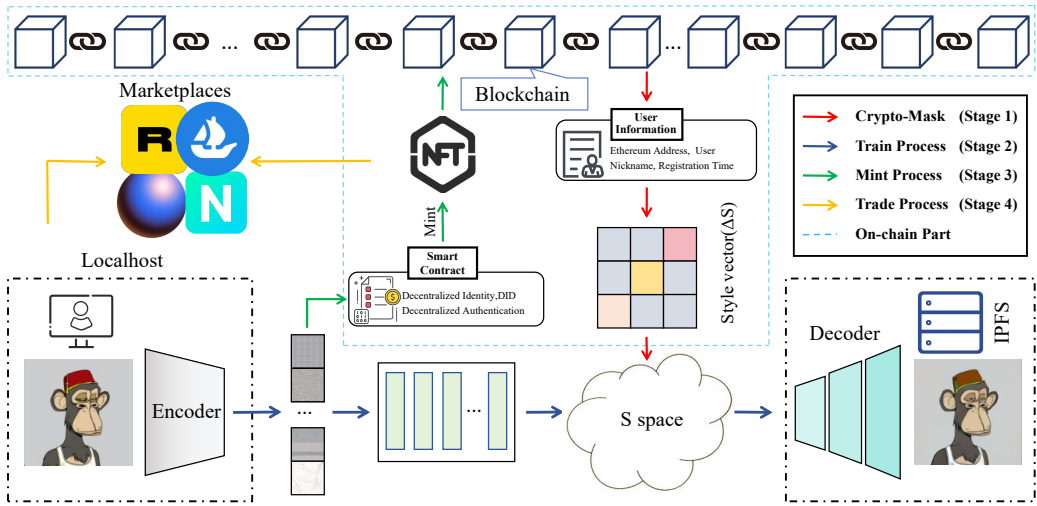 ...
...
Blockchain
Marketplaces
R
N
NFT
User
Information
Ethereum Address, User
Nickname, Registration Time
Crypto-Mask (Stage 1)
Train Process (Stage 2)
Mint Process (Stage 3)
Trade Process (Stage 4)
On-chain Part
Mint
Smart
Contract
Decentralized Identity,DID
Decentralized Authentication
Style vector(ΔS)
Localhost
Encoder
...
...
S space
Decoder
IPFS